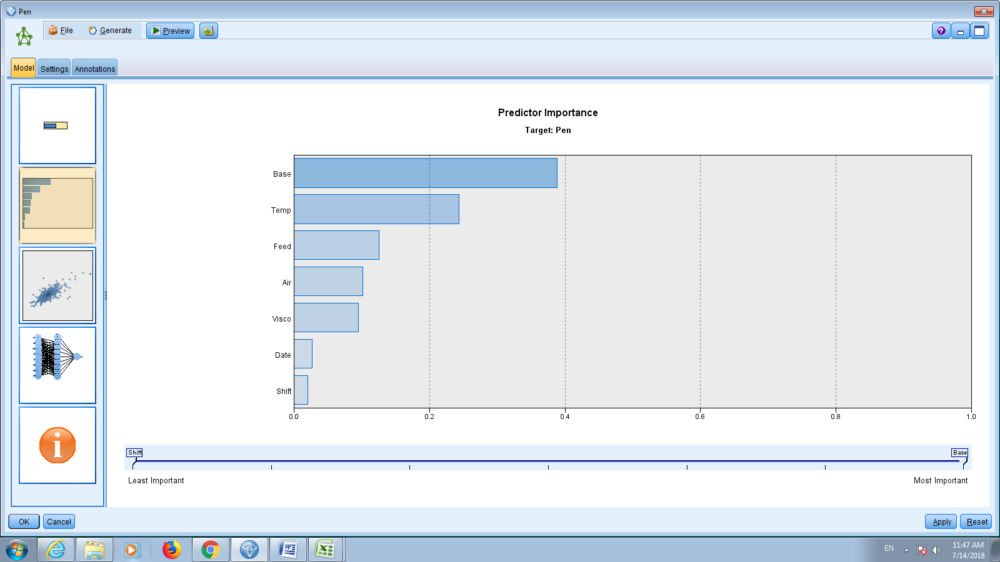 Pen
File Generate Preview
Model Settings Annotations
Predictor Importance
Target: Pen
Base
Temp
Feed
Air
Visco
Date
Shift
0.0 0.2 0.4 0.6 0.8 1.0
Shift Base
Least Important Most Important
OK Cancel Apply Reset
EN 11:47 AM
7/14/2018